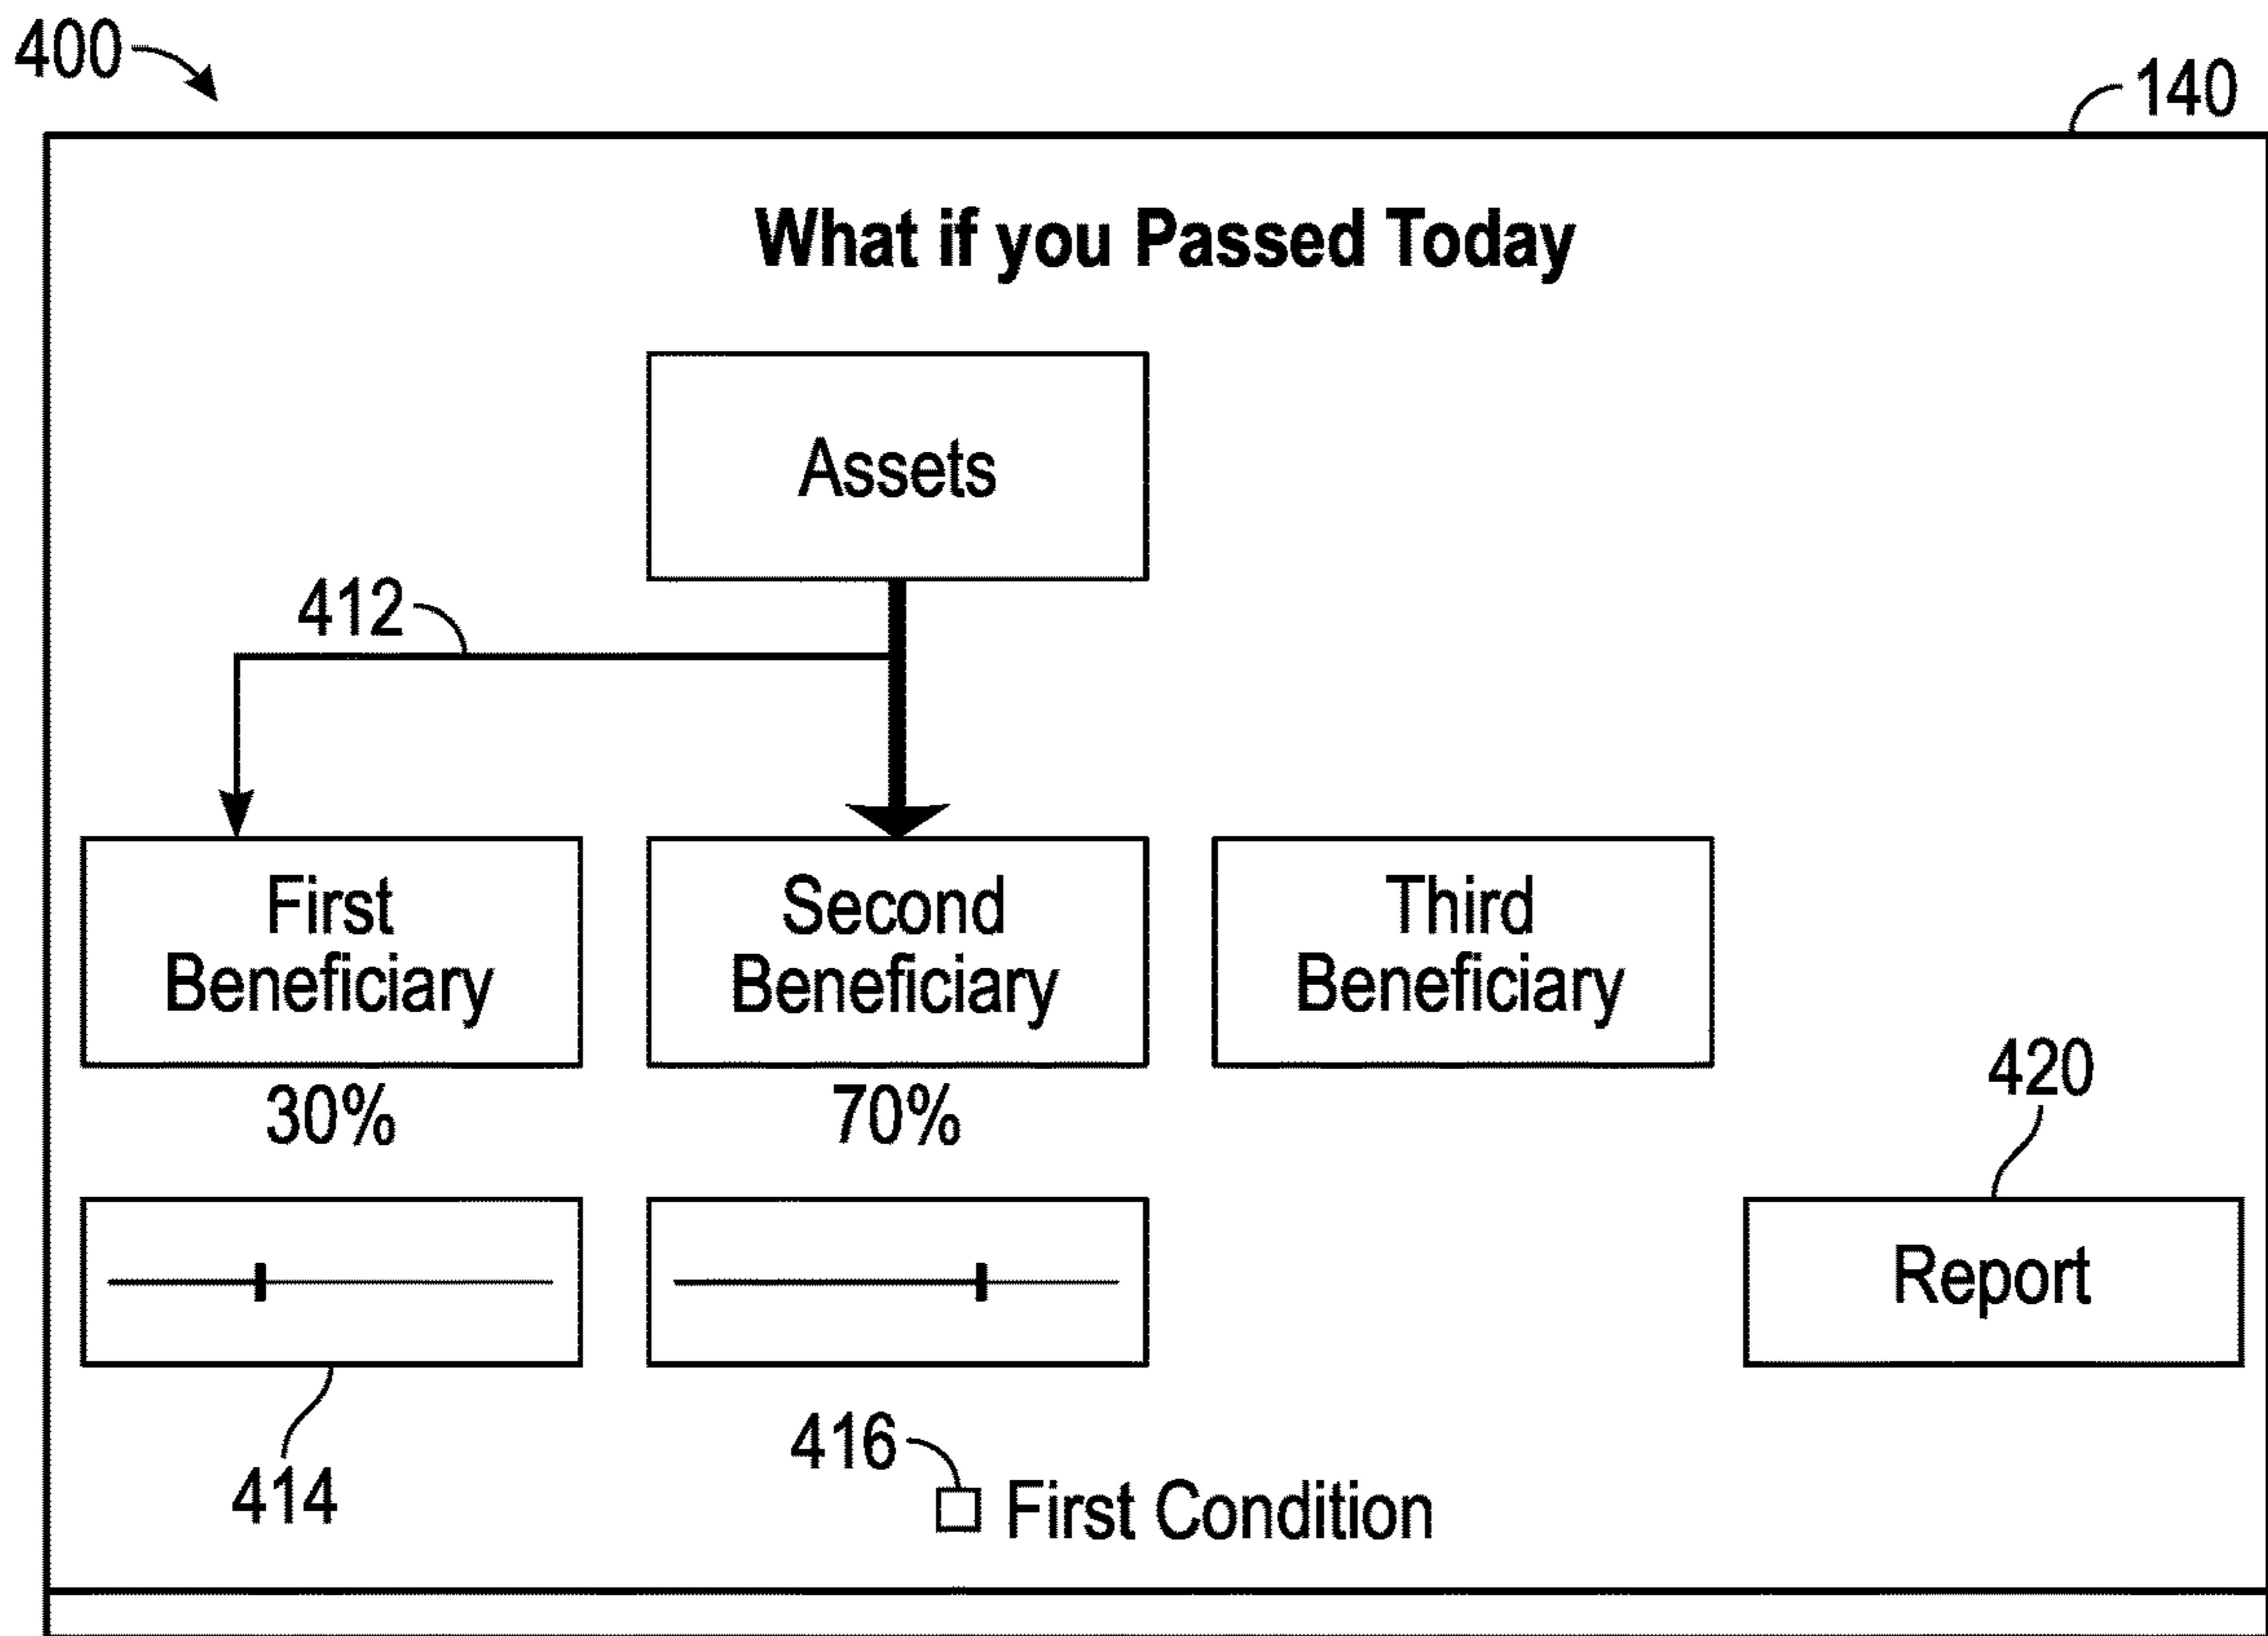 400
140
What if you Passed Today
Assets
412
First
Beneficiary
Second
Beneficiary
Third
Beneficiary
30%
70%
420
Report
414
416
First Condition